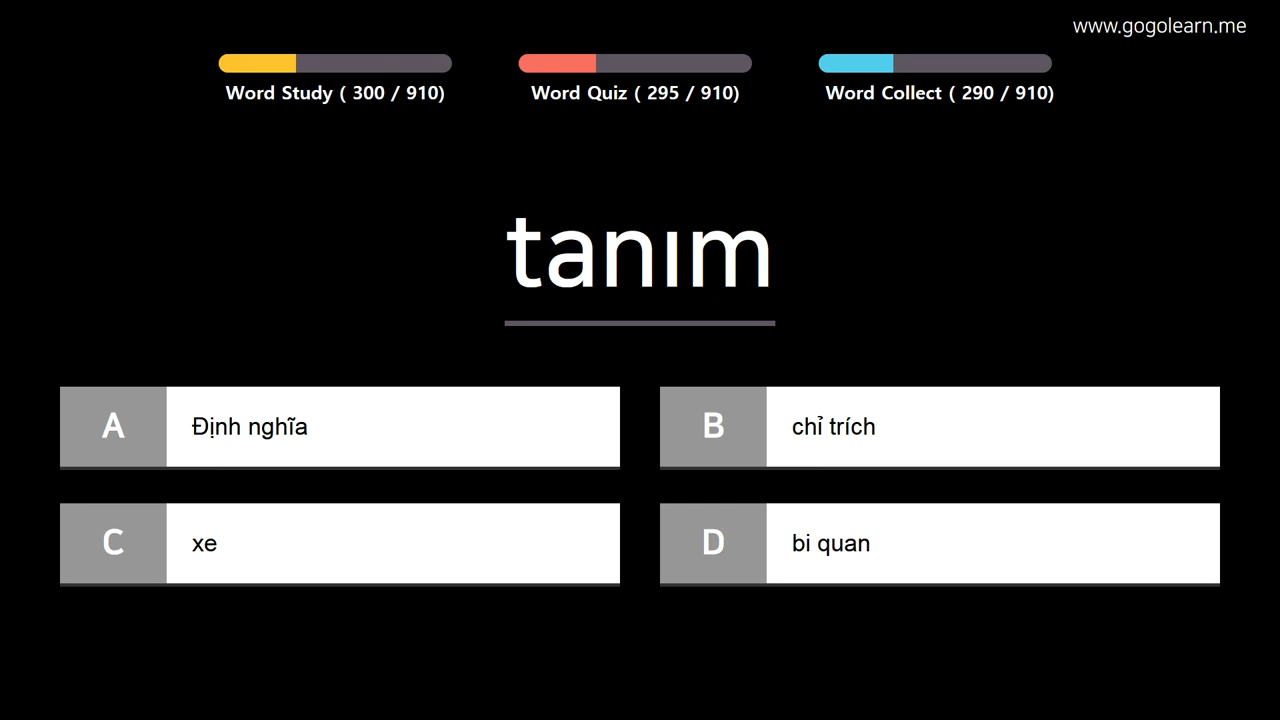 www.gogolearn.me
Word Study ( 300 / 910)
Word Quiz ( 295 / 910)
Word Collect ( 290 / 910)
tanım
A
Định nghĩa
B
chỉ trích
C
xe
D
bi quan